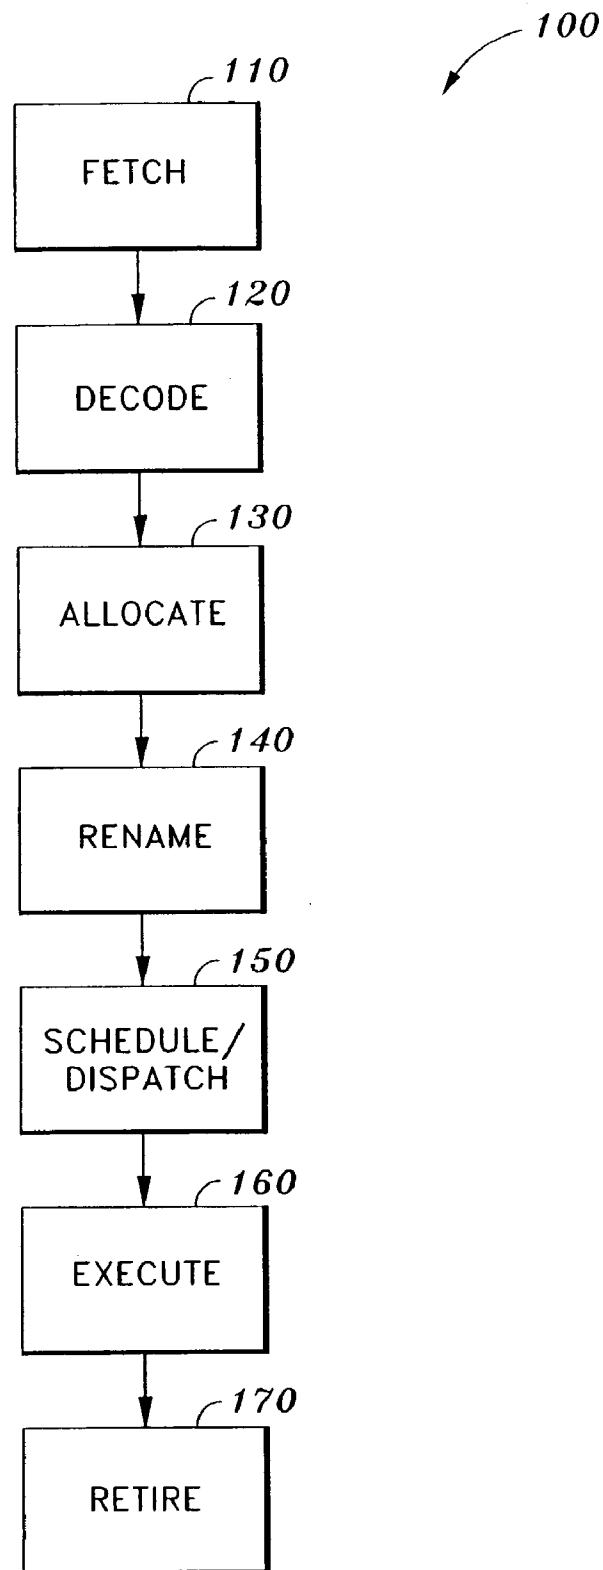 100
110
FETCH
120
DECODE
130
ALLOCATE
140
RENAME
150
SCHEDULE/
DISPATCH
160
EXECUTE
170
RETIRE